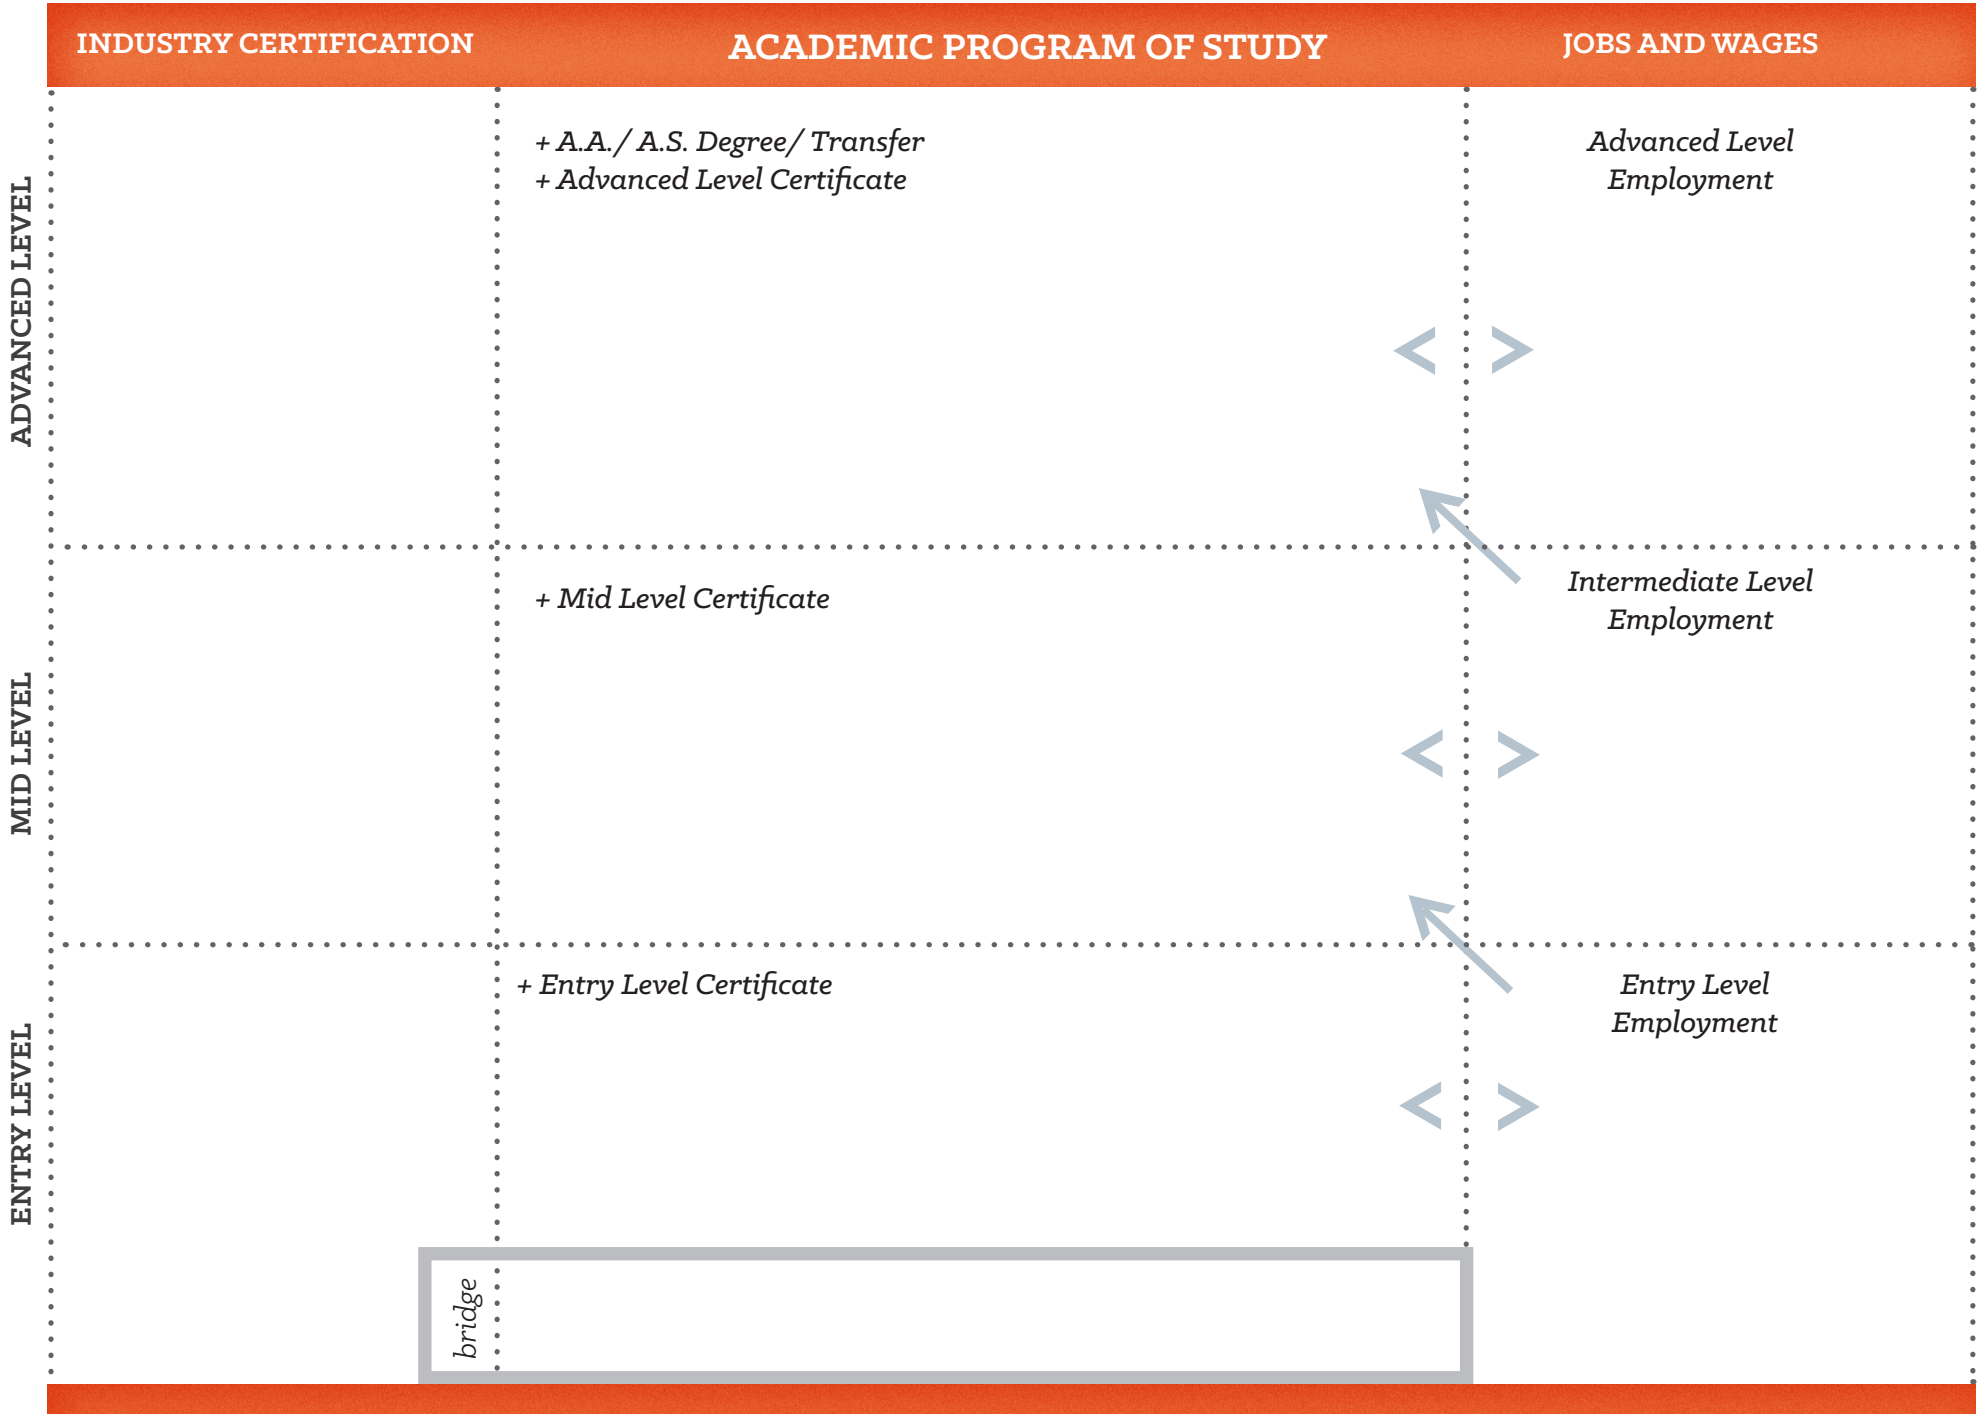 INDUSTRY CERTIFICATION
ACADEMIC PROGRAM OF STUDY
JOBS AND WAGES
ADVANCED LEVEL
+ A.A./ A.S. Degree/ Transfer
+ Advanced Level Certificate
Advanced Level
Employment
< >
MID LEVEL
+ Mid Level Certificate
Intermediate Level
Employment
< >
ENTRY LEVEL
+ Entry Level Certificate
Entry Level
Employment
< >
bridge